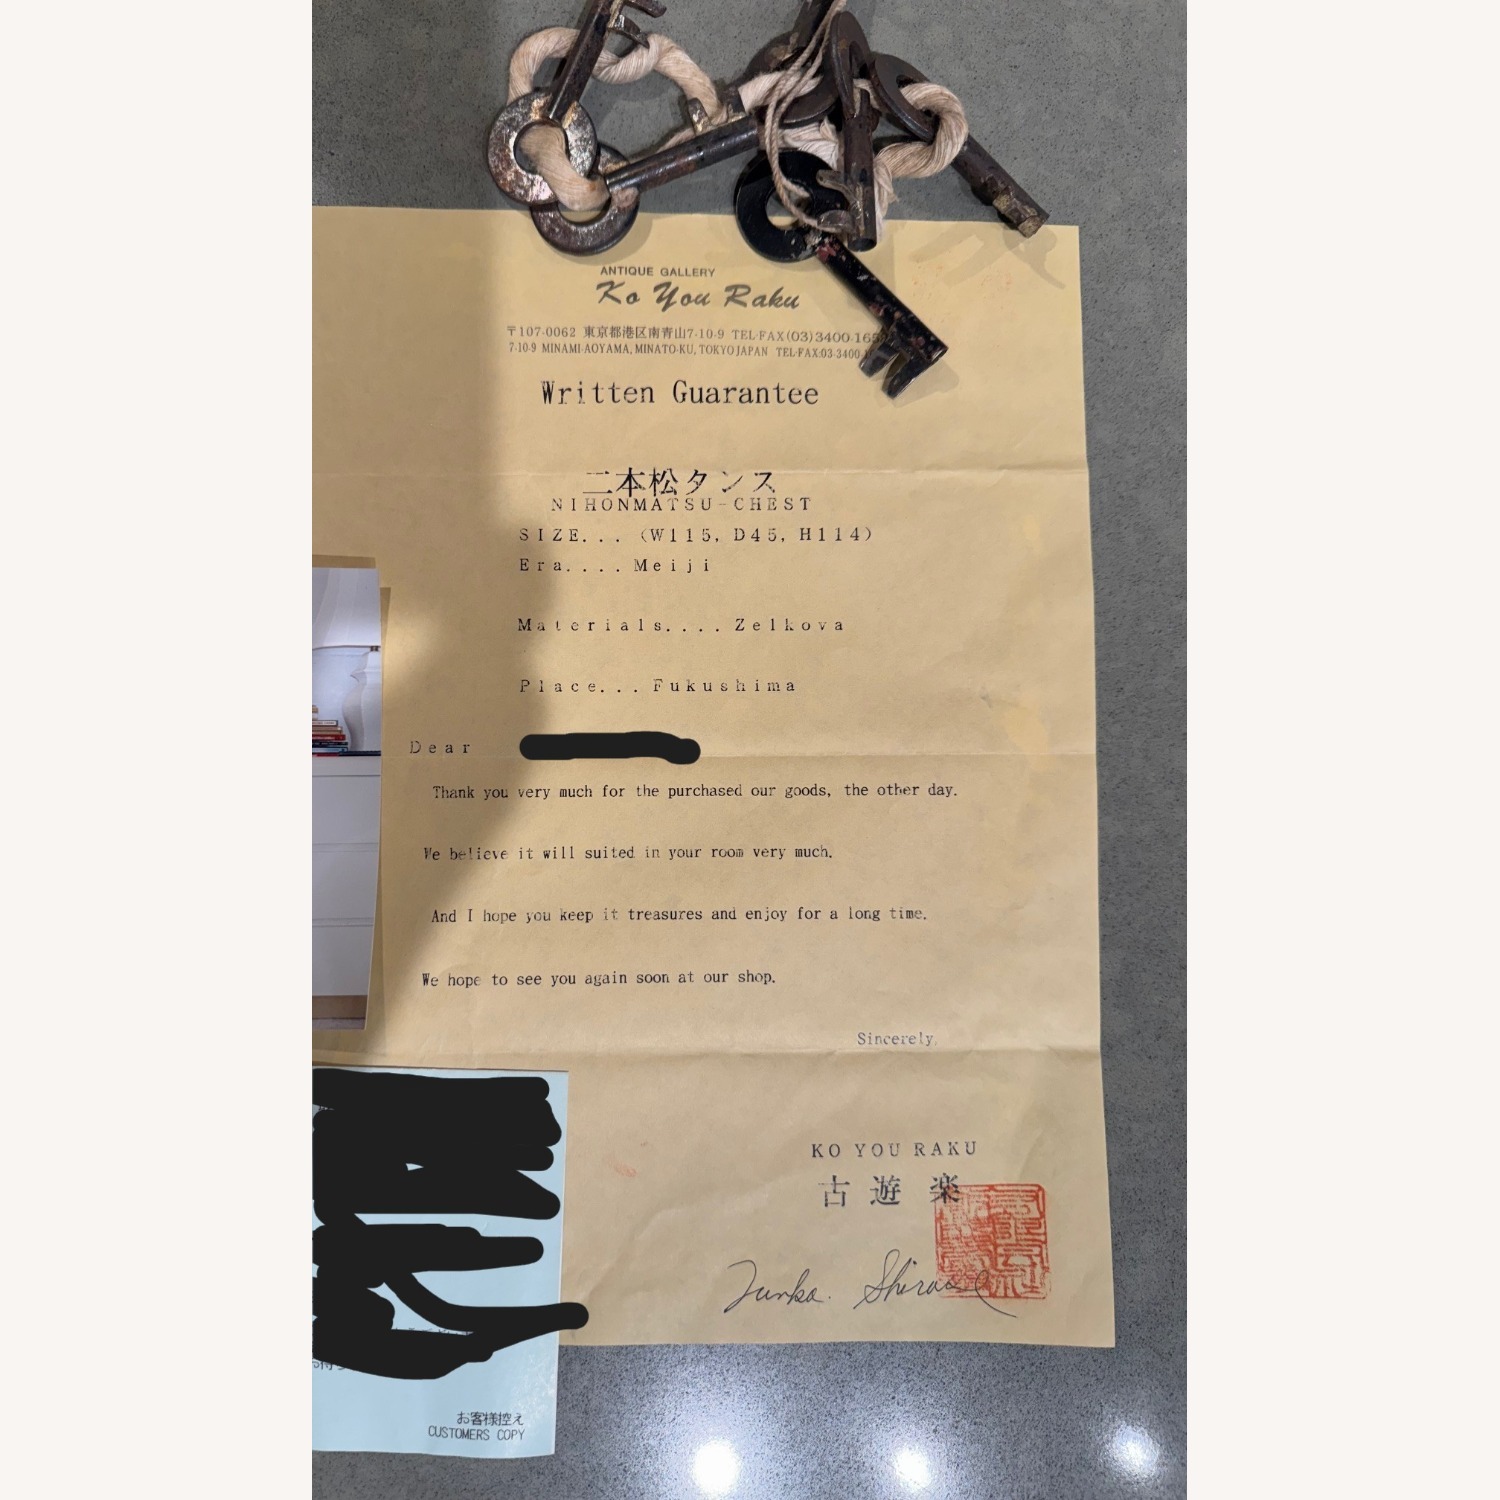 ANTIQUE GALLERY
Ko You Raku
〒107-0062 東京都港区南青山7-10-9 TEL·FAX(03)3400-165
7-10-9 MINAMI-AOYAMA, MINATO-KU, TOKYO JAPAN TEL·FAX:03-3400-
Written Guarantee
二本松タンス
NIHONMATSU-CHEST
SIZE... (W115, D45, H114)
Era.... Meiji
Materials.... Zelkova
Place... Fukushima
Dear
Thank you very much for the purchased our goods, the other day.
We believe it will suited in your room very much.
And I hope you keep it treasures and enjoy for a long time.
We hope to see you again soon at our shop.
Sincerely,
KO YOU RAKU
古遊楽
お客様控え
CUSTOMERS COPY